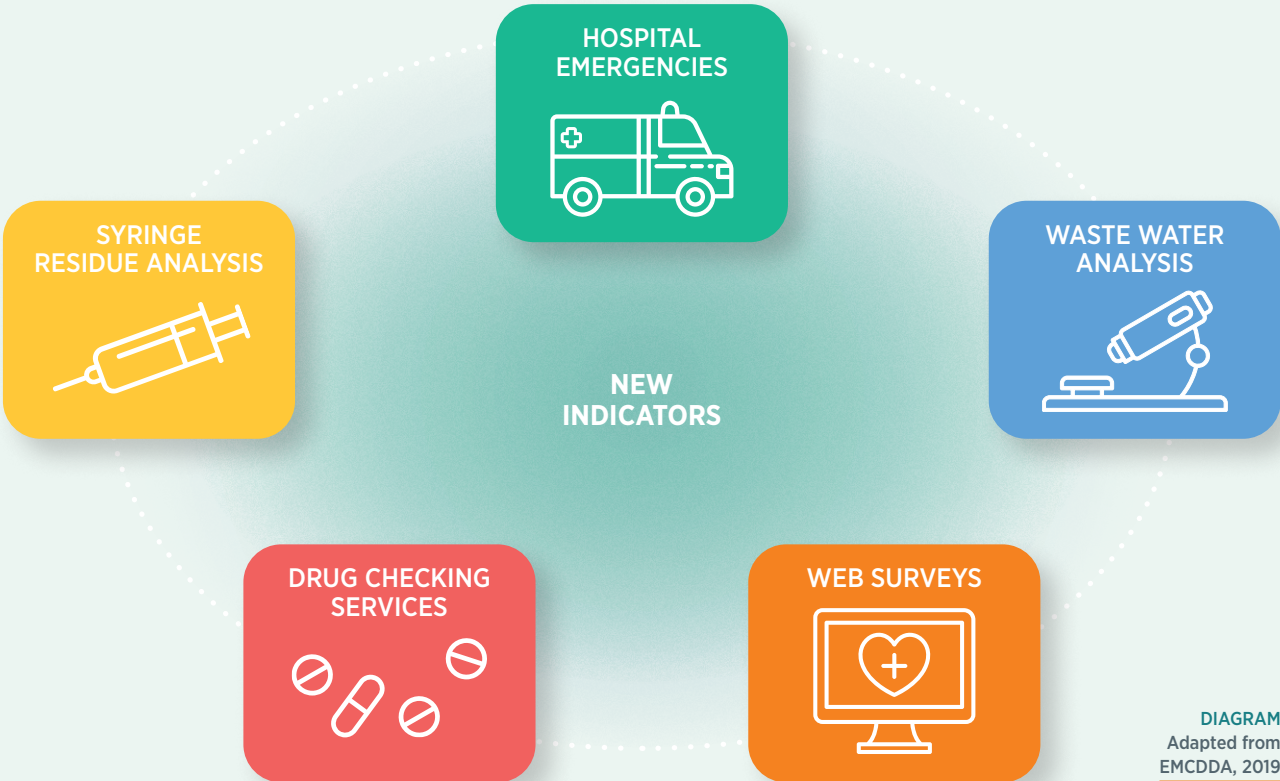 HOSPITAL
EMERGENCIES
SYRINGE
RESIDUE ANALYSIS
WASTE WATER
ANALYSIS
NEW
INDICATORS
DRUG CHECKING
SERVICES
WEB SURVEYS
DIAGRAM
Adapted from
EMCDDA, 2019